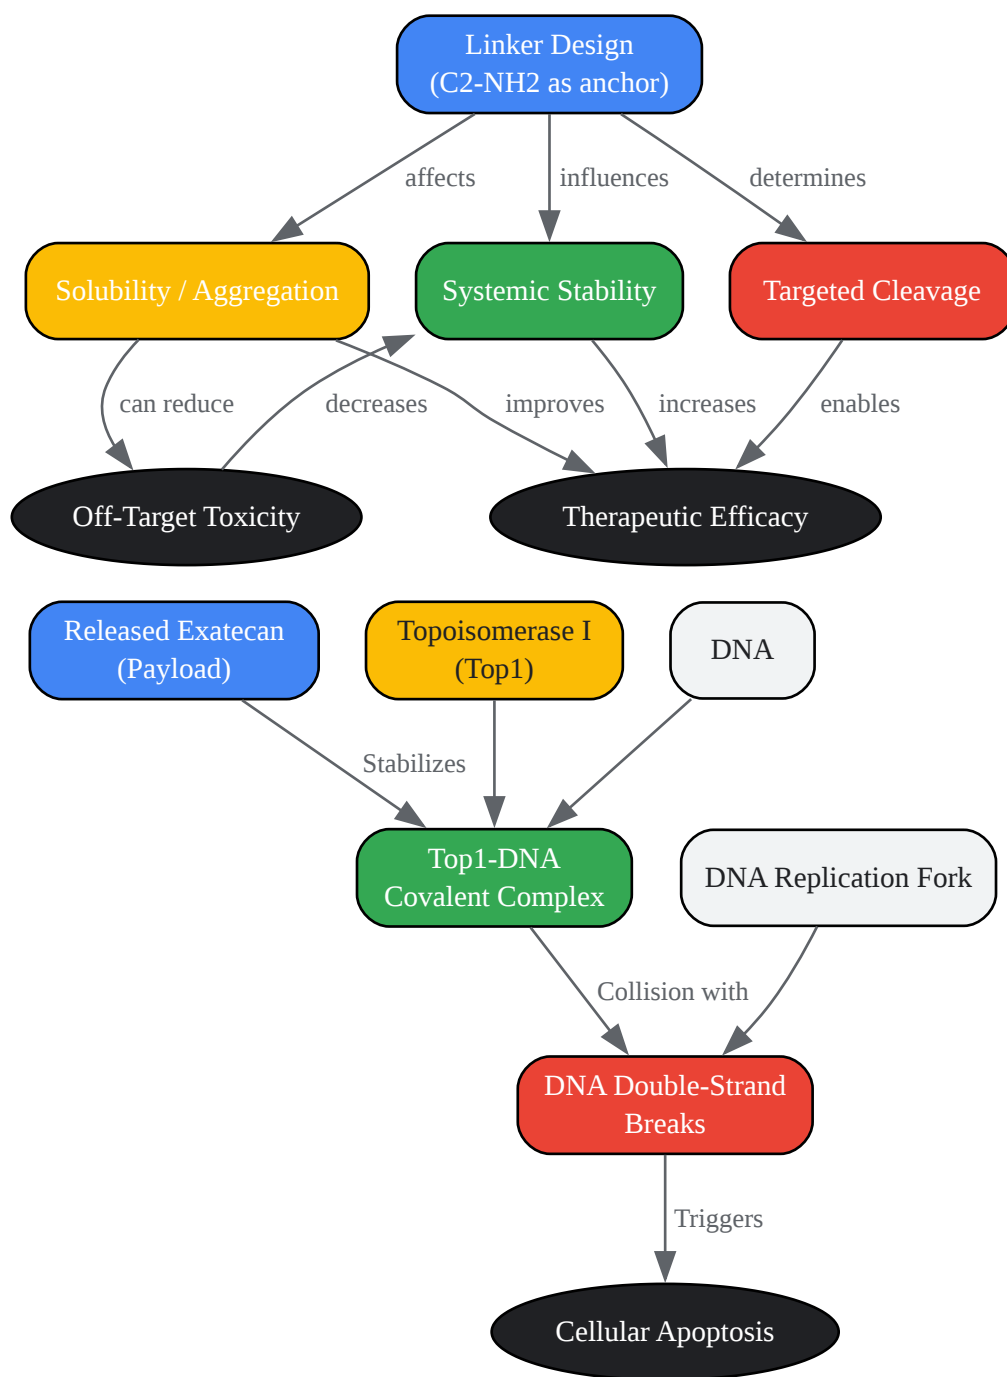 Linker Design
(C2-NH2 as anchor)
affects
influences
determines
Solubility / Aggregation
Systemic Stability
Targeted Cleavage
can reduce
decreases
improves
increases
enables
Off-Target Toxicity
Therapeutic Efficacy
Released Exatecan
(Payload)
Topoisomerase I
(Top1)
DNA
Stabilizes
Top1-DNA
Covalent Complex
DNA Replication Fork
Collision with
DNA Double-Strand
Breaks
Triggers
Cellular Apoptosis